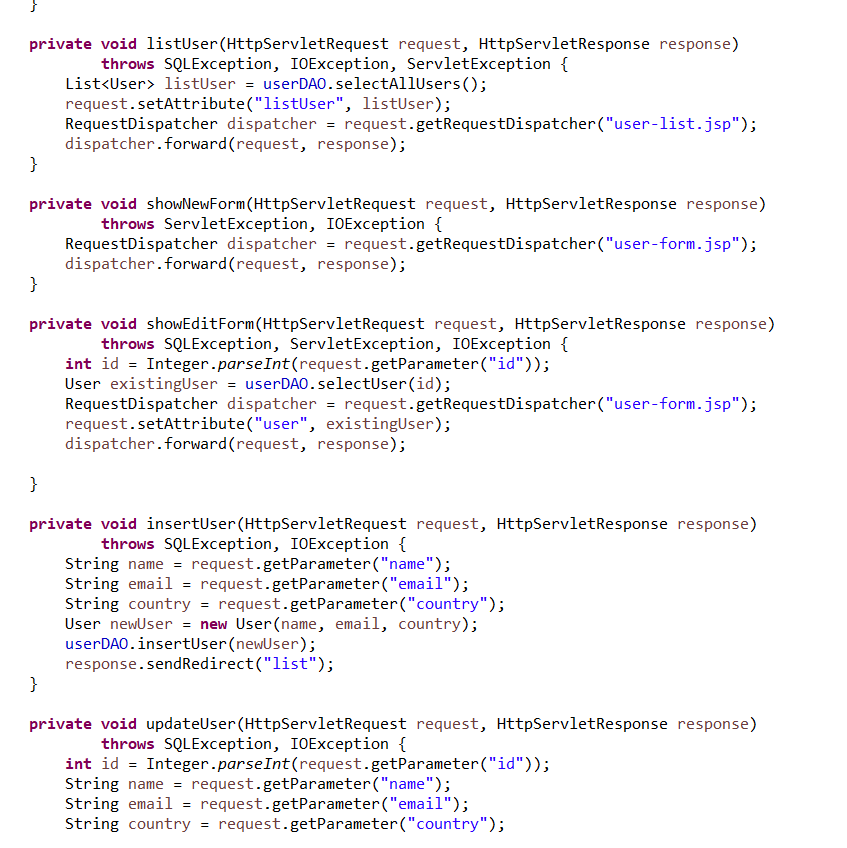 }
private void listUser(HttpServletRequest request, HttpServletResponse response)
        throws SQLException, IOException, ServletException {
    List<User> listUser = userDAO.selectAllUsers();
    request.setAttribute("listUser", listUser);
    RequestDispatcher dispatcher = request.getRequestDispatcher("user-list.jsp");
    dispatcher.forward(request, response);
}
private void showNewForm(HttpServletRequest request, HttpServletResponse response)
        throws ServletException, IOException {
    RequestDispatcher dispatcher = request.getRequestDispatcher("user-form.jsp");
    dispatcher.forward(request, response);
}
private void showEditForm(HttpServletRequest request, HttpServletResponse response)
        throws SQLException, ServletException, IOException {
    int id = Integer.parseInt(request.getParameter("id"));
    User existingUser = userDAO.selectUser(id);
    RequestDispatcher dispatcher = request.getRequestDispatcher("user-form.jsp");
    request.setAttribute("user", existingUser);
    dispatcher.forward(request, response);
}
private void insertUser(HttpServletRequest request, HttpServletResponse response)
        throws SQLException, IOException {
    String name = request.getParameter("name");
    String email = request.getParameter("email");
    String country = request.getParameter("country");
    User newUser = new User(name, email, country);
    userDAO.insertUser(newUser);
    response.sendRedirect("list");
}
private void updateUser(HttpServletRequest request, HttpServletResponse response)
        throws SQLException, IOException {
    int id = Integer.parseInt(request.getParameter("id"));
    String name = request.getParameter("name");
    String email = request.getParameter("email");
    String country = request.getParameter("country");